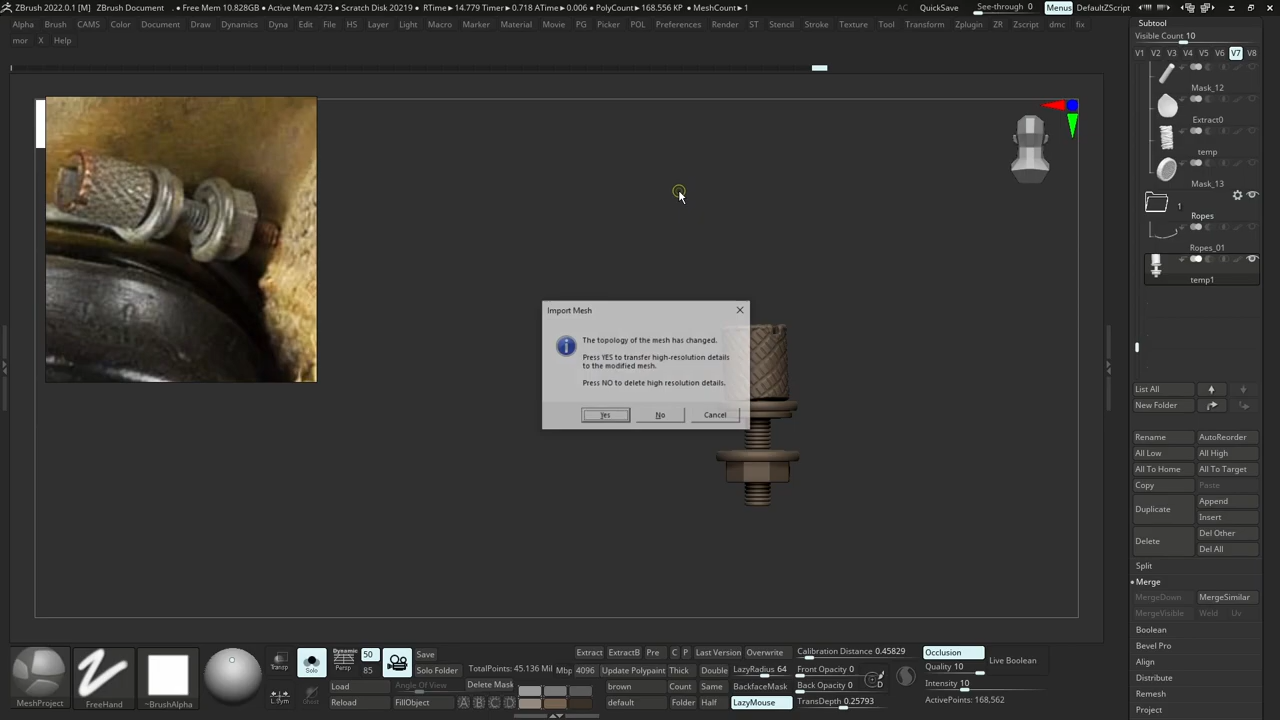 ZBrush 2022.0.1 [M]   ZBrush Document   . • Free Mem 10.828GB • Active Mem 4273 • Scratch Disk 20219 • RTime▸14.779 Timer▸0.718 ATime▸0.006 • PolyCount▸168.556 KP • MeshCount▸1   AC   QuickSave   See-through 0   Menus   DefaultZScript
Alpha Brush CAMS Color Document Draw Dynamics Edit File HS Layer Light Macro Marker Material Movie PG Picker POL Preferences Render ST Stencil Stroke Texture Tool Transform Zplugin ZR Zscript dmc fix
mor X Help
Subtool
Visible Count 10
V1 V2 V3 V4 V5 V6 V7 V8
Mask_12
Extract0
temp
Mask_13
1
Ropes
Ropes_01
temp1
Import Mesh
The topology of the mesh has changed.
Press YES to transfer high-resolution details
to the modified mesh.
Press NO to delete high resolution details.
Yes No Cancel
List All
New Folder
Rename AutoReorder
All Low All High
All To Home All To Target
Copy Paste
Duplicate Append
Insert
Delete Del Other
Del All
Split
Merge
MergeDown MergeSimilar
MergeVisible Weld Uv
Boolean
Bevel Pro
Align
Distribute
Remesh
Project
MeshProject
FreeHand
~BrushAlpha
Transp
Ghost
Solo
L.Sym
Dynamic
Persp
50
85
Angle Of View
Load
Reload
Save
Solo Folder
FillObject
TotalPoints: 45.136 Mil
Delete Mask
A B C D
Extract ExtractB Pre C P Last Version Overwrite
Mbp 4096 Update Polypaint Thick Double
brown Count Same
default Folder Half
LazyRadius 64
BackfaceMask
LazyMouse
Calibration Distance 0.45829
Front Opacity 0
Back Opacity 0
TransDepth 0.25793
D
Occlusion
Quality 10
Intensity 10
Live Boolean
ActivePoints: 168,562